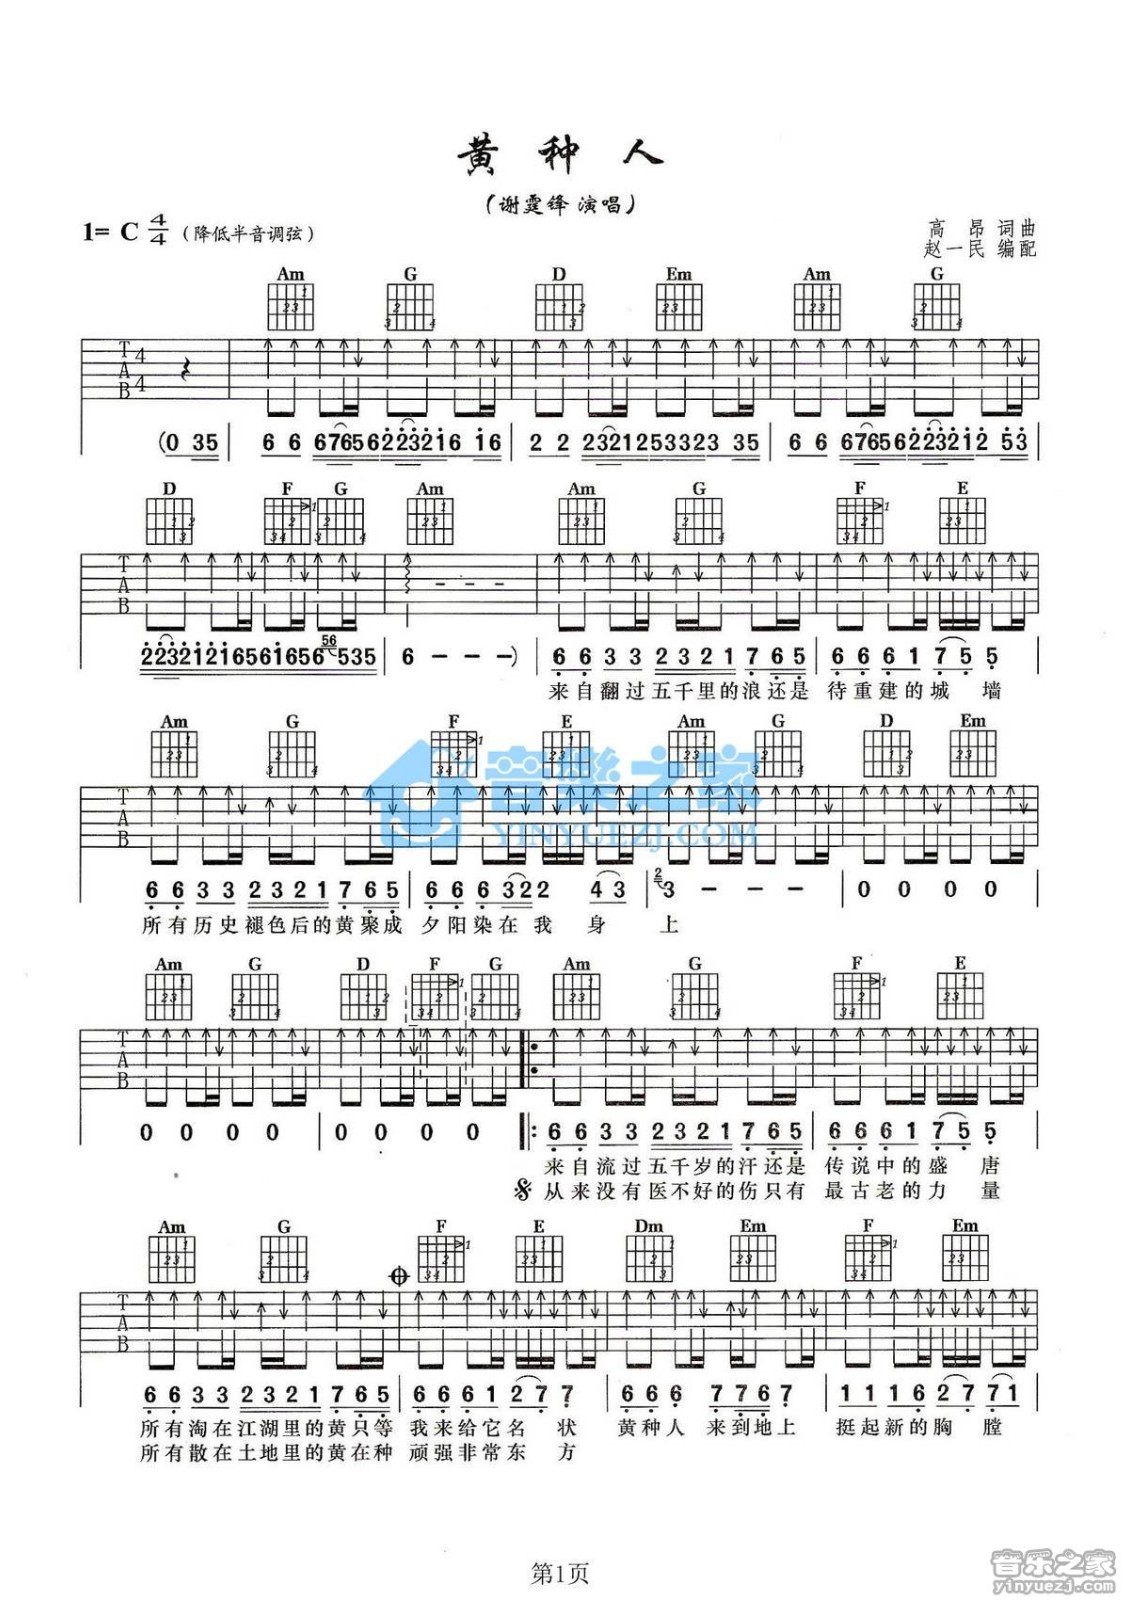 黄 种 人
(谢霆锋 演唱)
1= C 4/4 (降低半音调弦)
高 昂 词曲
赵一民 编配
Am G D Em Am G
T A B 4 4
(0 35 6 6 67656223216 16 2 2 23212533323 35 6 6 6765622321 2 53
D F G Am Am G F E
T A B
2232121656165 6 56 535 6 - - -) 6 6 3 3 2 3 2 1 7 6 5 6 6 6 1 7 5 5
来自翻过五千里的浪还是 待重建的城 墙
Am G F E Am G D Em
T A B
音樂之家
YINYUEZJ.COM
6 6 3 3 2 3 2 1 7 6 5 6 6 6 3 2 2 4 3 2 3 - - - 0 0 0 0
所有历史褪色后的黄聚成 夕阳染在我 身 上
Am G D F G Am G F E
T A B
0 0 0 0 0 0 0 0 6 6 3 3 2 3 2 1 7 6 5 6 6 6 1 7 5 5
来自流过五千岁的汗还是 传说中的盛 唐
从来没有医不好的伤只有 最古老的力 量
Am G F E Dm Em F Em
T A B
6 6 3 3 2 3 2 1 7 6 5 6 6 6 1 2 7 7 6 6 6 7 7 6 7 1 1 1 6 2 7 7 1
所有淘在江湖里的黄只等 我来给它名 状 黄种人 来到地上 挺起新的胸 膛
所有散在土地里的黄在种 顽强非常东 方
第1页
音乐之家
yinyuezj.com